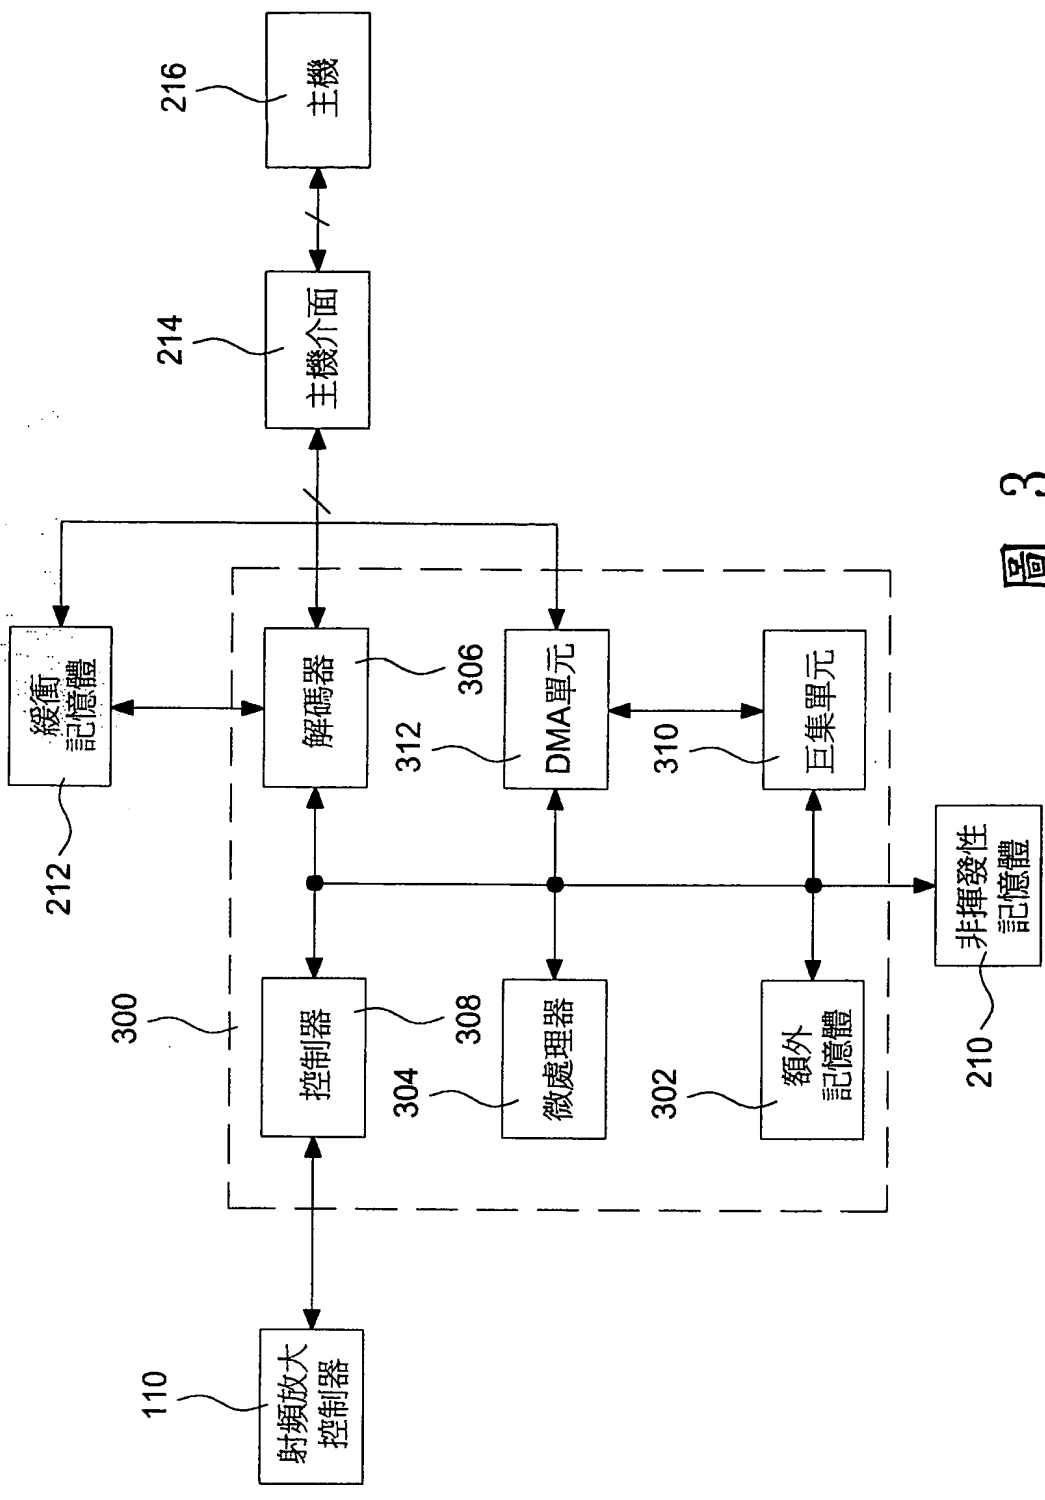 110
射頻放大
控制器
300
控制器
308
解碼器
306
212
緩衝
記憶體
214
主機介面
216
主機
304
微處理器
312
DMA單元
302
額外
記憶體
310
巨集單元
210
非揮發性
記憶體
圖 3